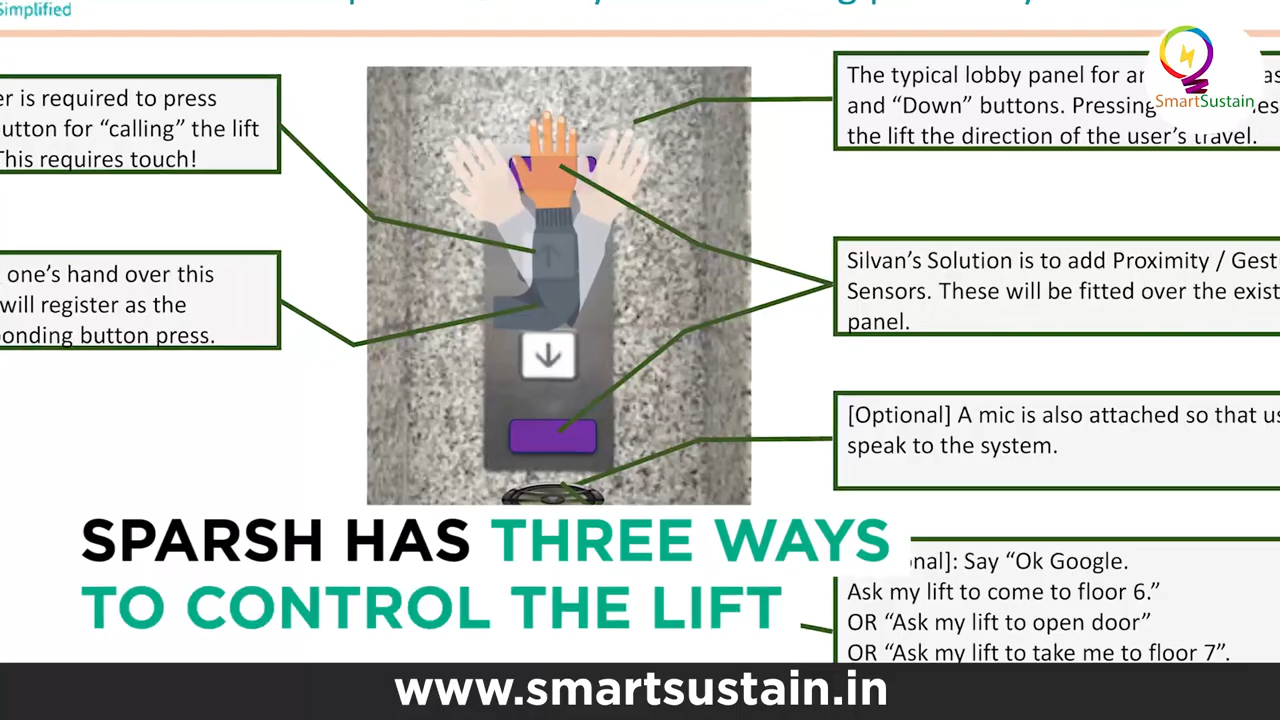 Simplified
SmartSustain
er is required to press
utton for “calling” the lift
This requires touch!
one’s hand over this
will register as the
onding button press.
The typical lobby panel for an
and “Down” buttons. Pressing
the lift the direction of the user’s travel.
Silvan’s Solution is to add Proximity / Gest
Sensors. These will be fitted over the exist
panel.
[Optional] A mic is also attached so that us
speak to the system.
onal]: Say “Ok Google.
Ask my lift to come to floor 6.”
OR “Ask my lift to open door”
OR “Ask my lift to take me to floor 7”.
SPARSH HAS THREE WAYS
TO CONTROL THE LIFT
www.smartsustain.in